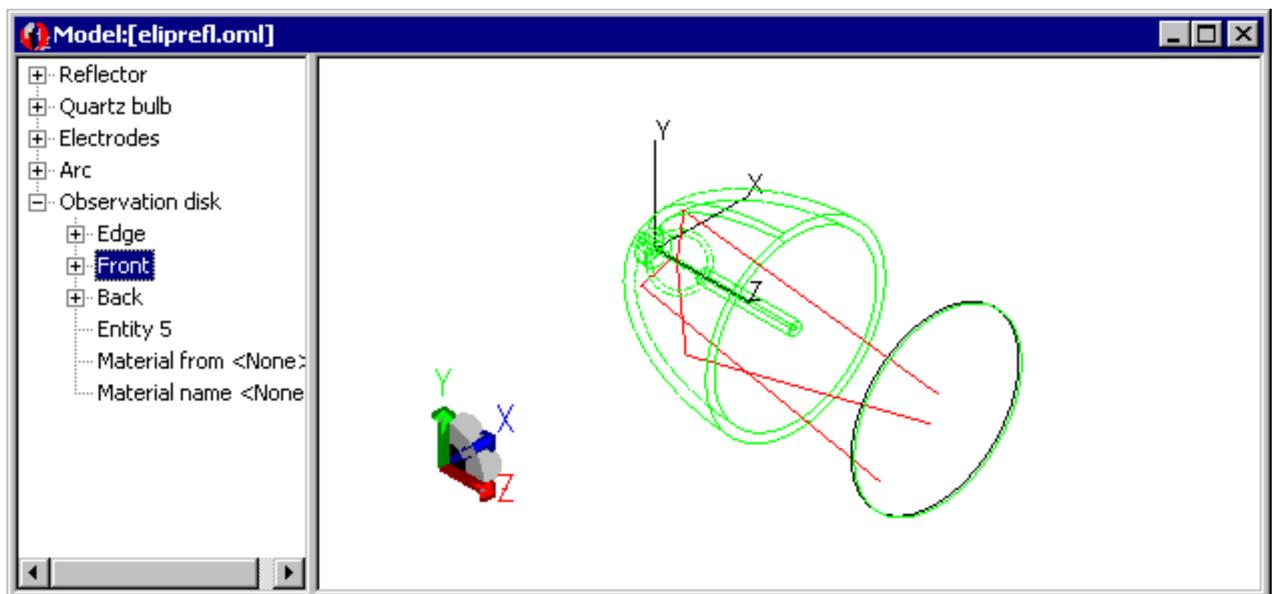 Model:[eliprefl.oml]
Reflector
Quartz bulb
Electrodes
Arc
Observation disk
Edge
Front
Back
Entity 5
Material from <None>
Material name <None
Y
X
Z
Y
X
Z